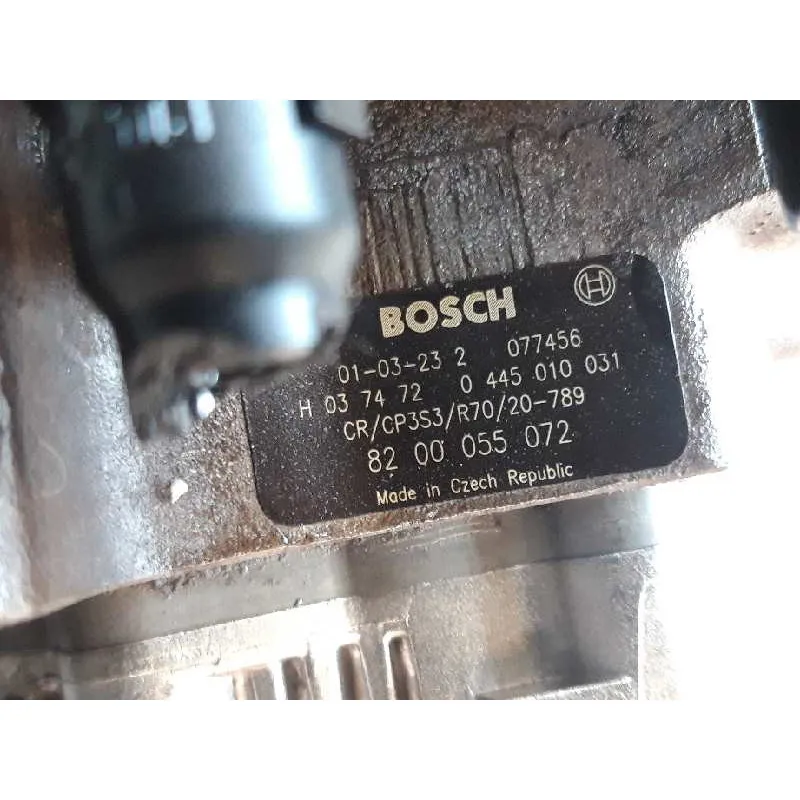 BOSCH
01-03-23 2 077456
H 03 74 72 0 445 010 031
CR/CP3S3/R70/20-789
82 00 055 072
Made in Czech Republic